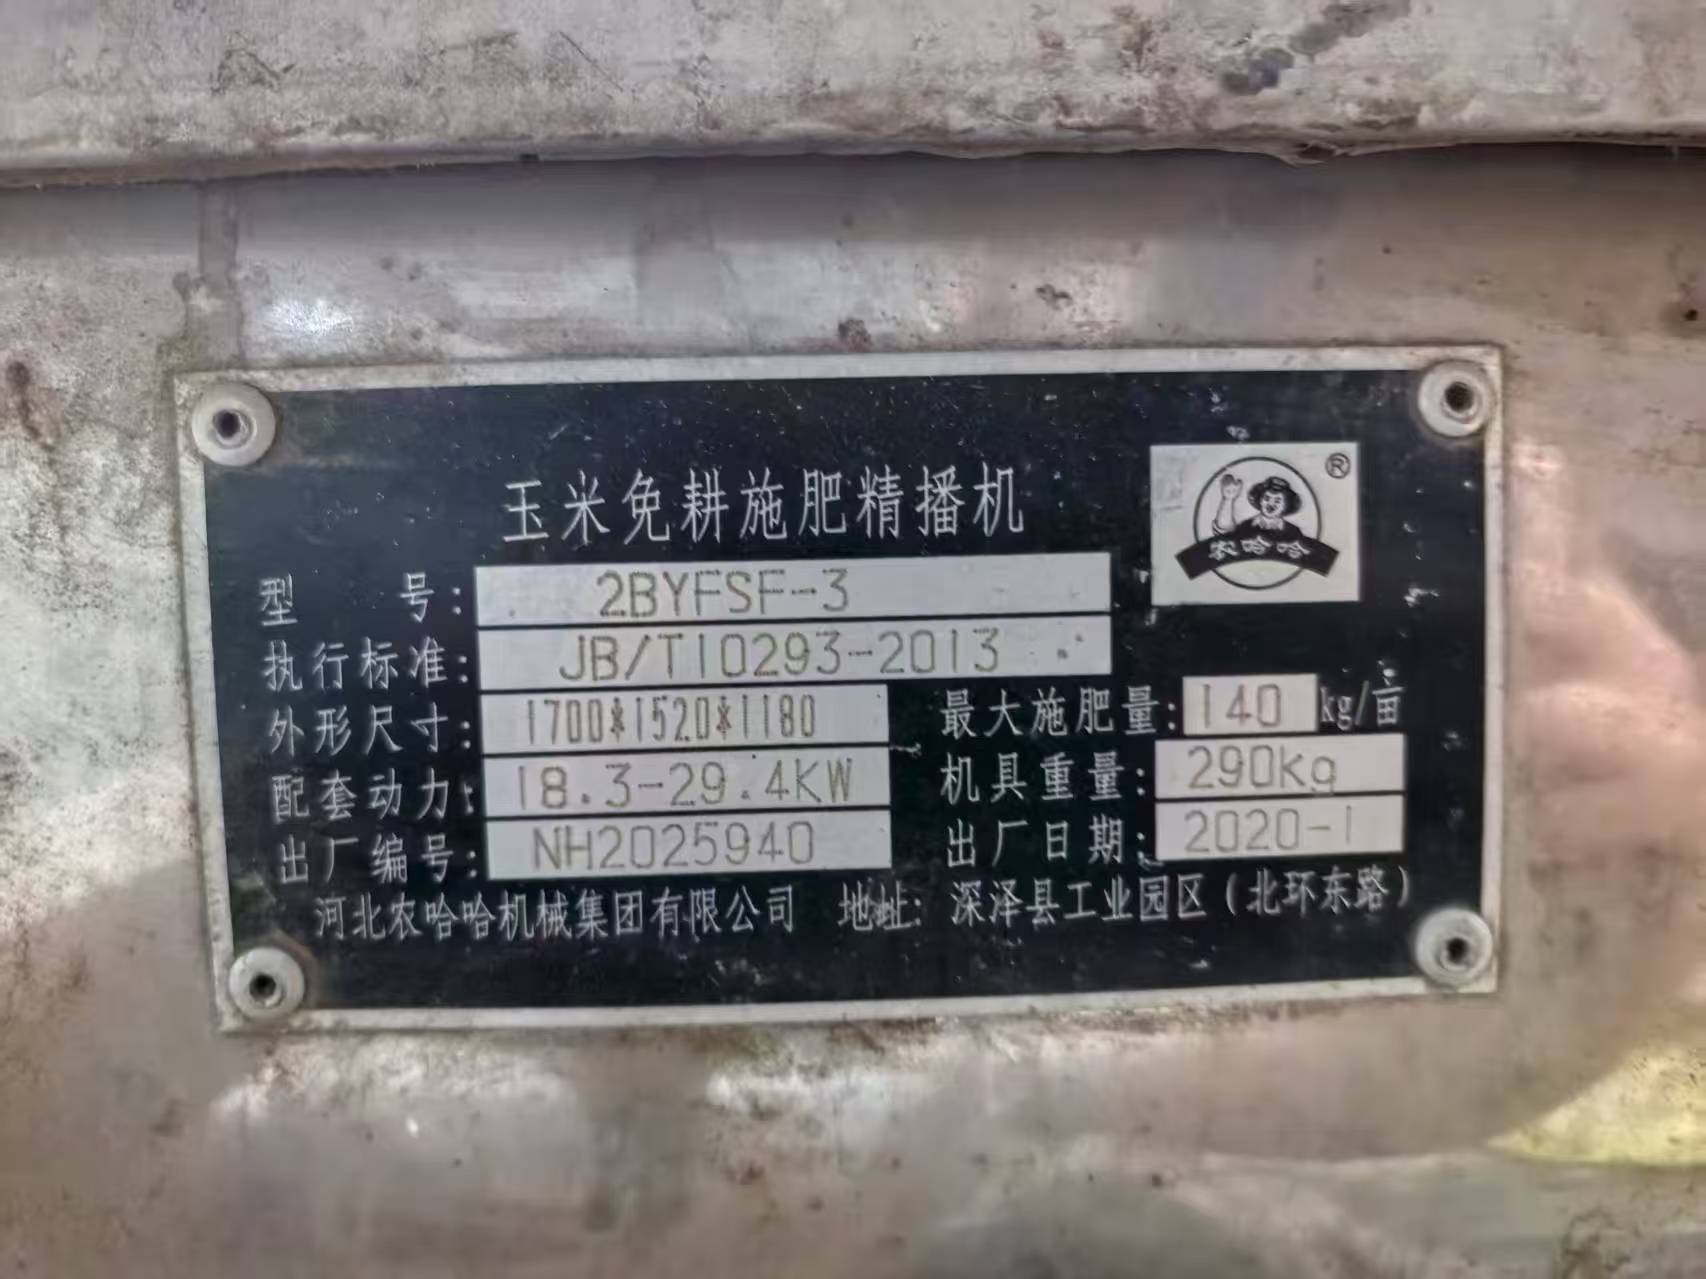 玉米免耕施肥精播机
®
农哈哈
型 号: 2BYFSF-3
执行标准: JB/T10293-2013
外形尺寸: 1700*1520*1180 最大施肥量: 140 kg/亩
配套动力: 18.3-29.4KW 机具重量: 290Kg
出厂编号: NH2025940 出厂日期: 2020-1
河北农哈哈机械集团有限公司 地址: 深泽县工业园区(北环东路)